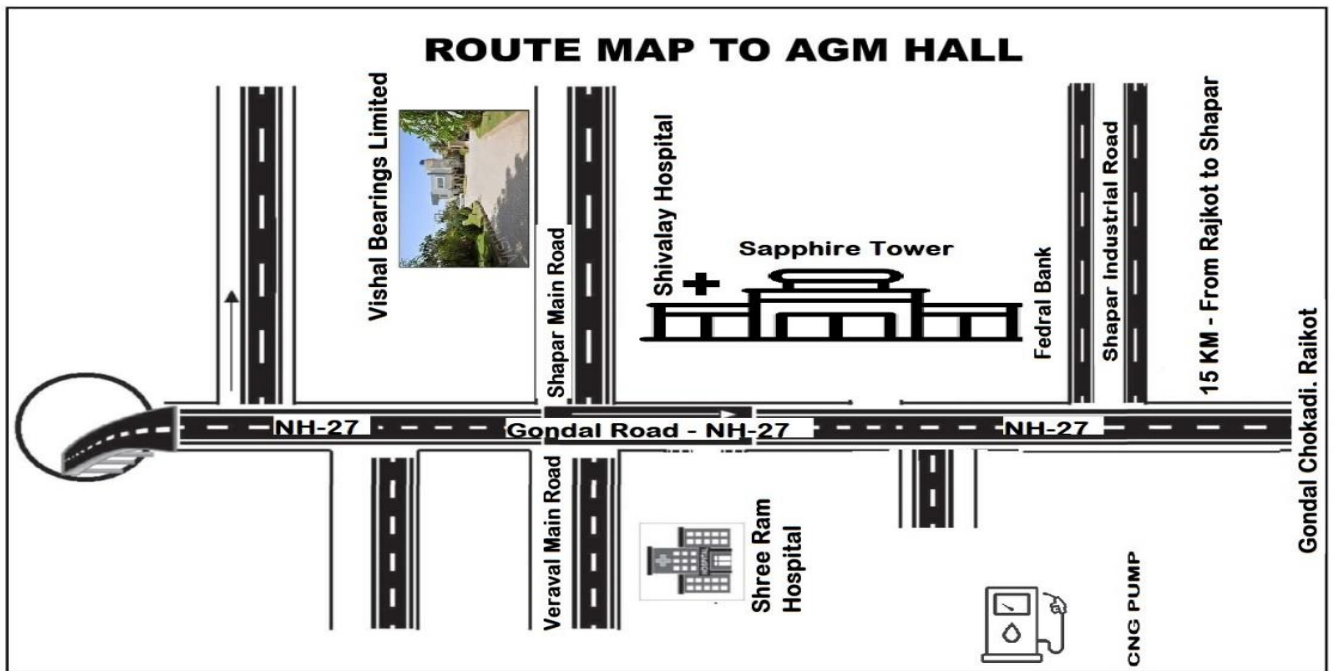 ROUTE MAP TO AGM HALL
Vishal Bearings Limited
Shapar Main Road
Shivalay Hospital
Sapphire Tower
Fedral Bank
Shapar Industrial Road
15 KM - From Rajkot to Shapar
NH-27
Gondal Road - NH-27
NH-27
Gondal Chokadi. Raikot
Veraval Main Road
HOSPITAL
Shree Ram
Hospital
CNG PUMP